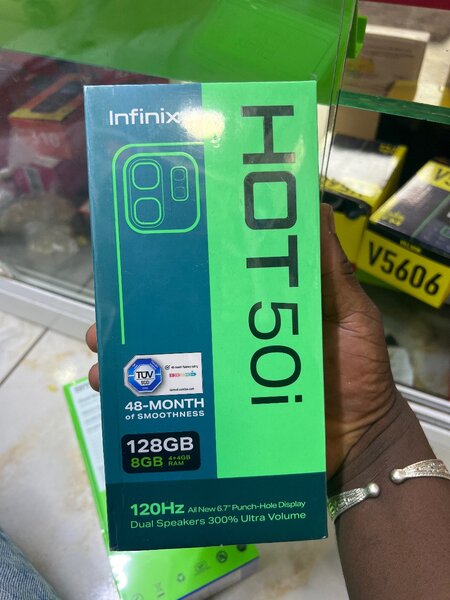 Infinix
HOT 50i
TÜV
SÜD
48-MONTH
OF SMOOTHNESS
128GB
8GB 4+4GB
RAM
120Hz All New 6.7" Punch-Hole Display
Dual Speakers 300% Ultra Volume
V5606